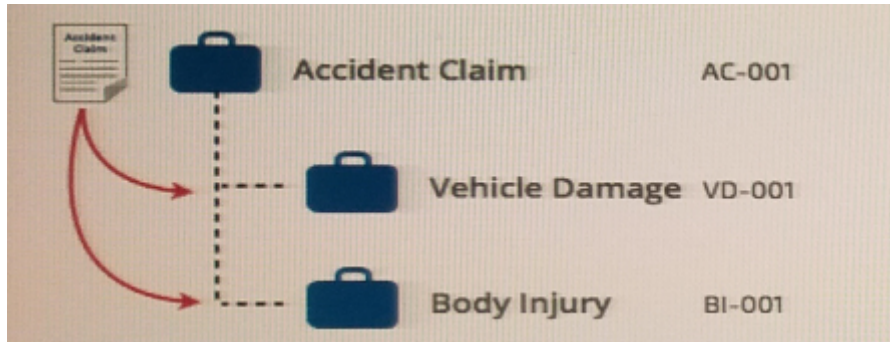 Accident
Claim
Accident Claim AC-001
Vehicle Damage VD-001
Body Injury BI-001